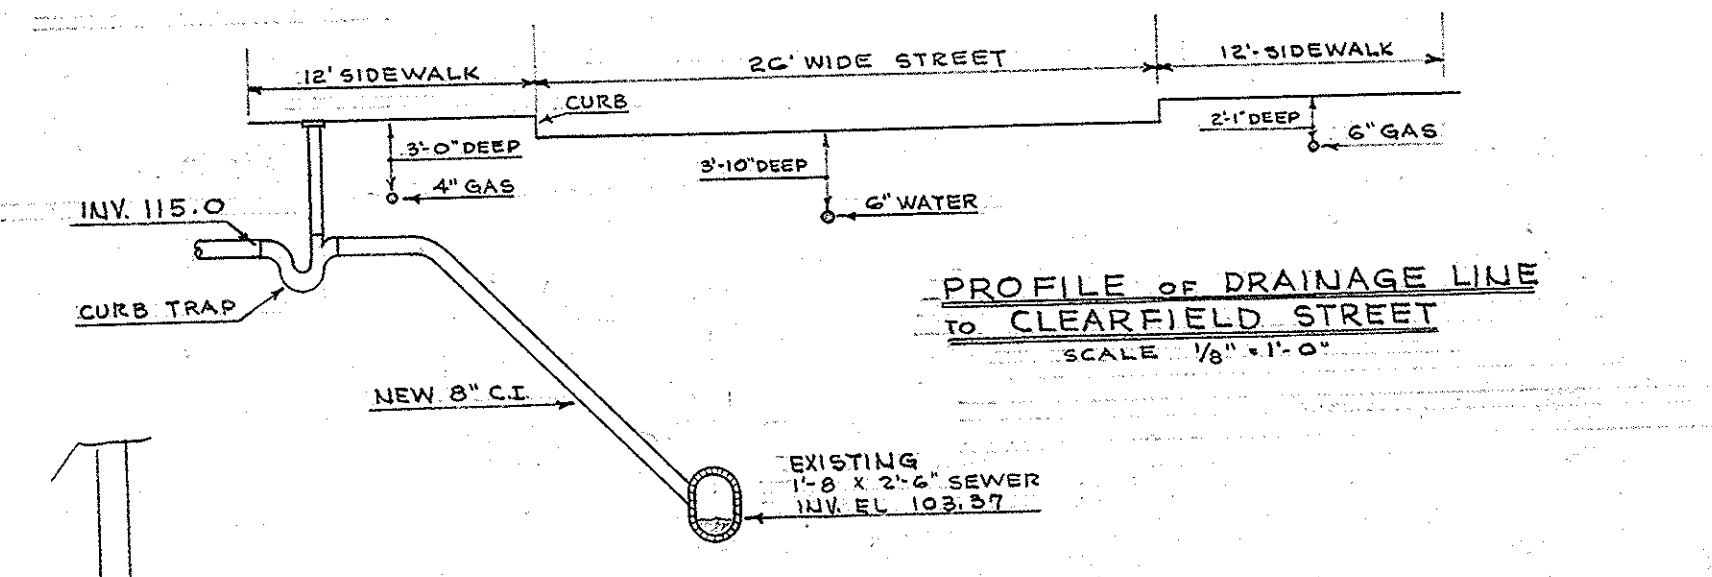 12' SIDEWALK
26' WIDE STREET
12'-SIDEWALK
CURB
3'-0" DEEP
4" GAS
3'-10" DEEP
6" WATER
2'-1" DEEP
6" GAS
INV. 115.0
CURB TRAP
NEW 8" C.I.
PROFILE OF DRAINAGE LINE
TO CLEARFIELD STREET
SCALE 1/8" = 1'-0"
EXISTING
1'-8 X 2'-6" SEWER
INV. EL 103.37